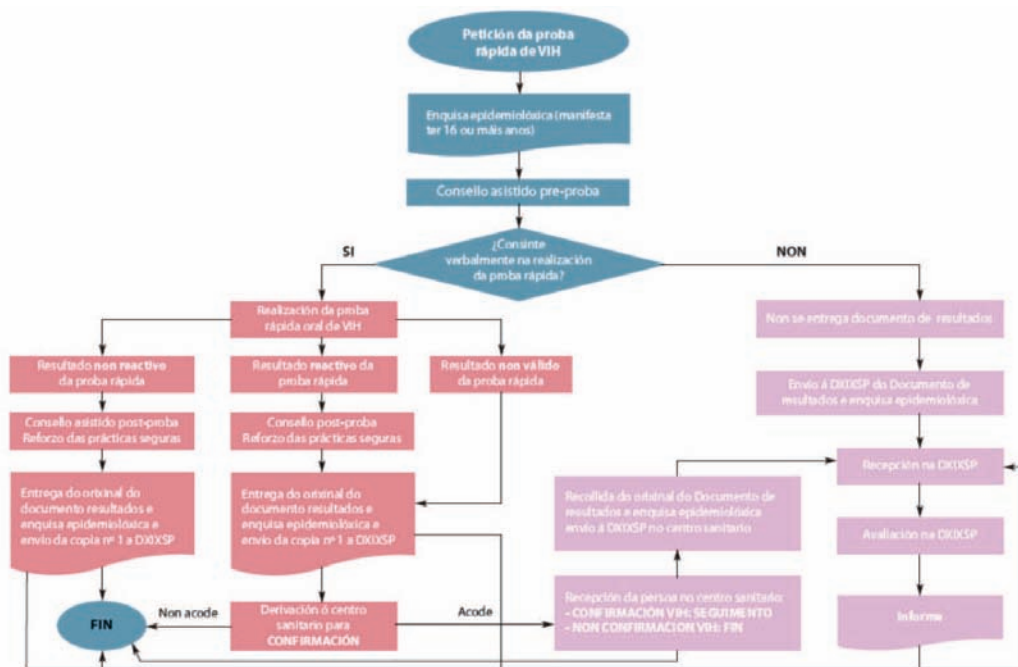 Petición da proba
rápida de VIH
Enquisa epidemiolóxica (manifesta
ter 16 ou máis anos)
Consello asistido pre-proba
¿Consinte
verbalmente na realización
da proba rápida?
SI
NON
Realización da proba
rápida oral de VIH
Resultado non reactivo
da proba rápida
Resultado reactivo da
proba rápida
Resultado non válido
da proba rápida
Consello asistido post-proba
Reforzo das prácticas seguras
Consello post-proba
Reforzo das prácticas seguras
Entrega do orixinal do
documento resultados e
enquisa epidemiolóxica e
envío da copia nº 1 a DXIXSP
Entrega do orixinal do
documento resultados e
enquisa epidemiolóxica e
envío da copia nº 1 a DXIXSP
FIN
Non acode
Derivación ó centro
sanitario para
CONFIRMACIÓN
Acode
Recollida do orixinal do Documento de
resultados e enquisa epidemiolóxica
envío á DXIXSP no centro sanitario
Recepción da persoa no centro sanitario:
– CONFIRMACIÓN VIH: SEGUIMENTO
– NON CONFIRMACION VIH: FIN
Non se entrega documento de resultados
Envío á DXIXSP do Documento de
resultados e enquisa epidemiolóxica
Recepción na DXIXSP
Avaliación na DXIXSP
Informe